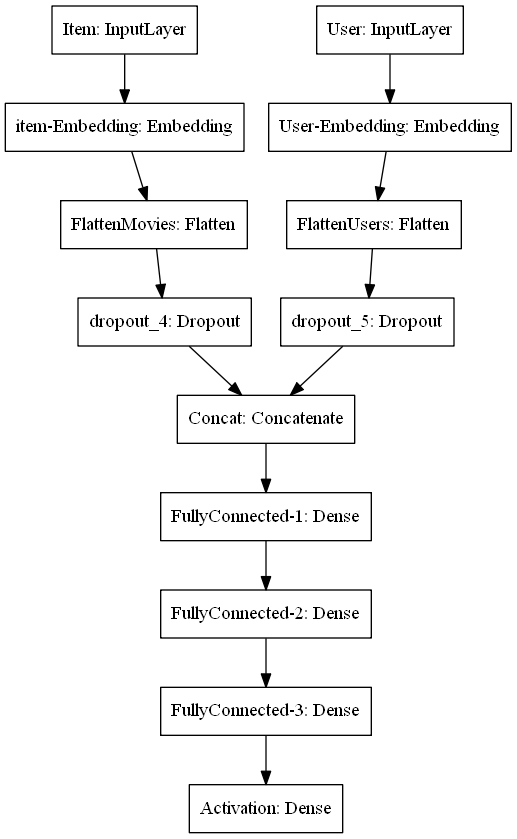 Item: InputLayer
User: InputLayer
item-Embedding: Embedding
User-Embedding: Embedding
FlattenMovies: Flatten
FlattenUsers: Flatten
dropout_4: Dropout
dropout_5: Dropout
Concat: Concatenate
FullyConnected-1: Dense
FullyConnected-2: Dense
FullyConnected-3: Dense
Activation: Dense